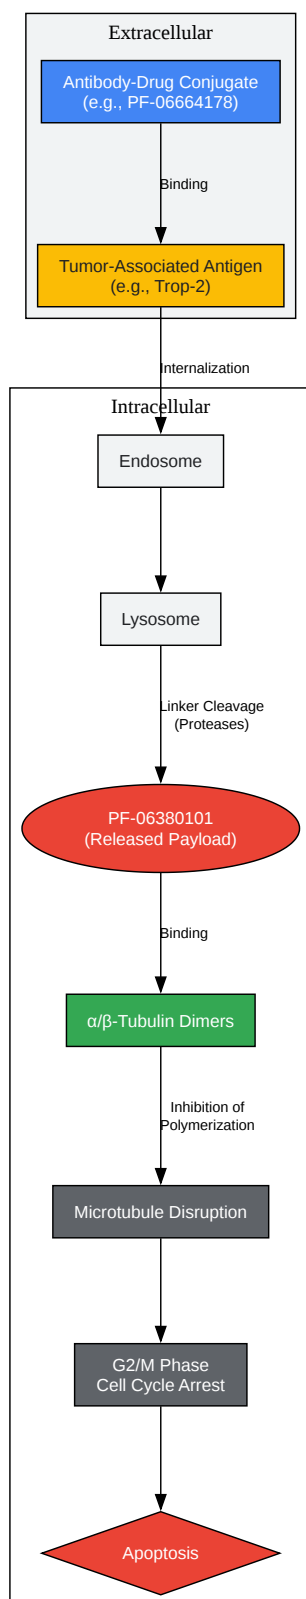 Extracellular
Antibody-Drug Conjugate
(e.g., PF-06664178)
Binding
Tumor-Associated Antigen
(e.g., Trop-2)
Internalization
Intracellular
Endosome
Lysosome
Linker Cleavage
(Proteases)
PF-06380101
(Released Payload)
Binding
α/β-Tubulin Dimers
Inhibition of
Polymerization
Microtubule Disruption
G2/M Phase
Cell Cycle Arrest
Apoptosis